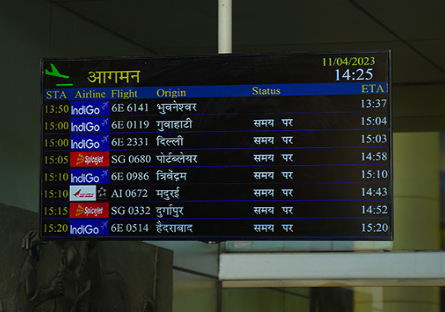 आगमन 11/04/2023
14:25
STA Airline Flight Origin Status ETA
13:50 IndiGo 6E 6141 भुवनेश्वर 13:37
15:00 IndiGo 6E 0119 गुवाहाटी समय पर 15:04
15:00 IndiGo 6E 2331 दिल्ली समय पर 15:03
15:05 Spicejet SG 0680 पोर्टब्लेयर समय पर 14:58
15:10 IndiGo 6E 0986 त्रिवेंद्रम समय पर 15:10
15:10 AI 0672 मदुरई समय पर 14:43
15:15 Spicejet SG 0332 दुर्गापुर समय पर 14:52
15:20 IndiGo 6E 0514 हैदराबाद समय पर 15:20